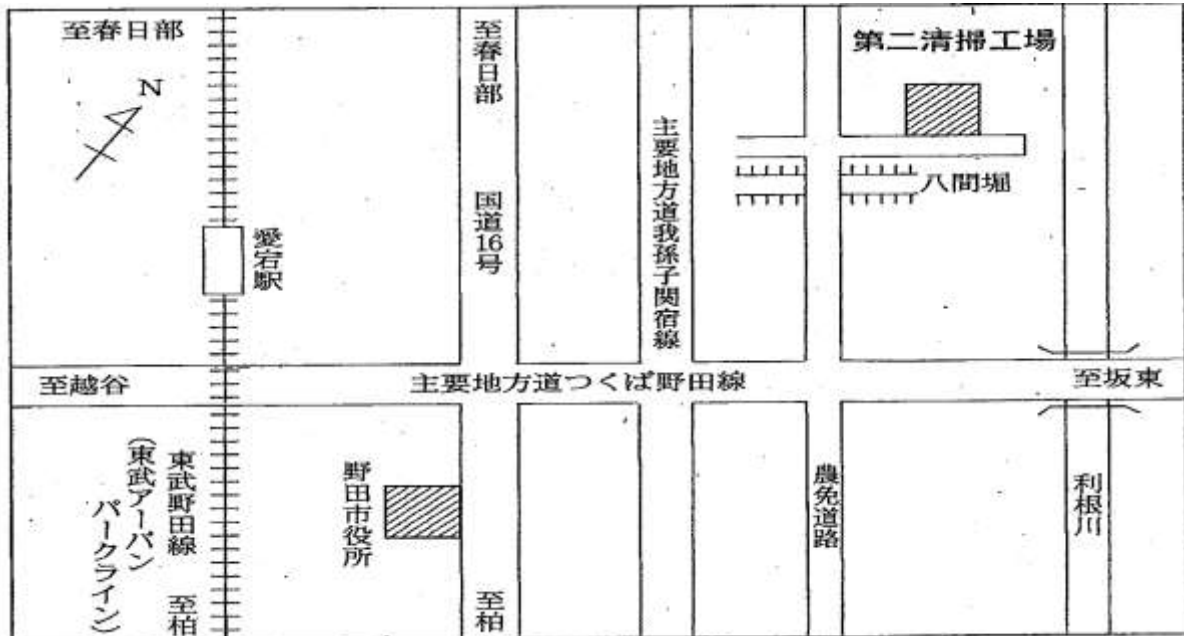 至春日部
N
愛宕駅
至春日部
国道16号
主要地方道我孫子関宿線
第二清掃工場
八間堀
至越谷
主要地方道つくば野田線
至坂東
東武野田線
(東武アーバン
パークライン)
至柏
野田市役所
至柏
農免道路
利根川